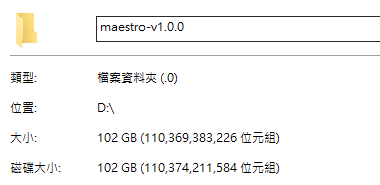 maestro-v1.0.0
類型: 檔案資料夾 (.0)
位置: D:\
大小: 102 GB (110,369,383,226 位元組)
磁碟大小: 102 GB (110,374,211,584 位元組)